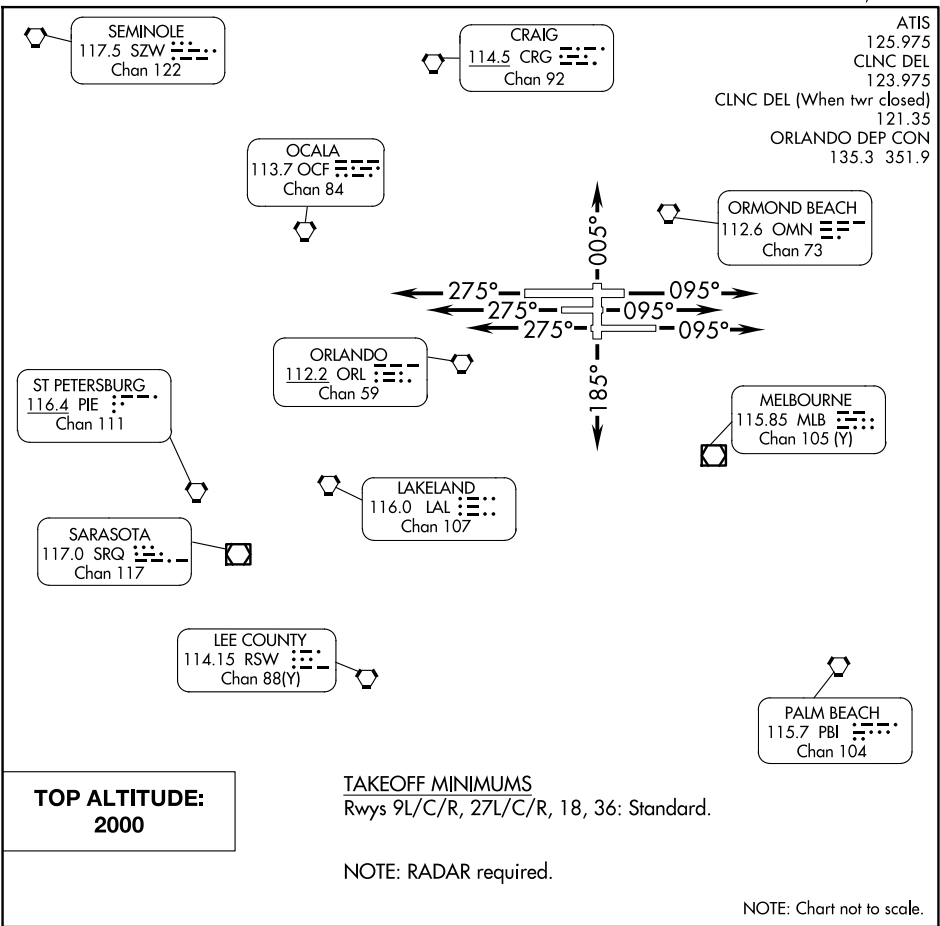 SEMINOLE
117.5 SZW
Chan 122
CRAIG
114.5 CRG
Chan 92
ATIS
125.975
CLNC DEL
123.975
CLNC DEL (When twr closed)
121.35
ORLANDO DEP CON
135.3 351.9
OCALA
113.7 OCF
Chan 84
ORMOND BEACH
112.6 OMN
Chan 73
005°
275° 095°
275° 095°
275° 095°
185°
ORLANDO
112.2 ORL
Chan 59
ST PETERSBURG
116.4 PIE
Chan 111
MELBOURNE
115.85 MLB
Chan 105 (Y)
LAKELAND
116.0 LAL
Chan 107
SARASOTA
117.0 SRQ
Chan 117
LEE COUNTY
114.15 RSW
Chan 88(Y)
PALM BEACH
115.7 PBI
Chan 104
TOP ALTITUDE:
2000
TAKEOFF MINIMUMS
Rwys 9L/C/R, 27L/C/R, 18, 36: Standard.
NOTE: RADAR required.
NOTE: Chart not to scale.